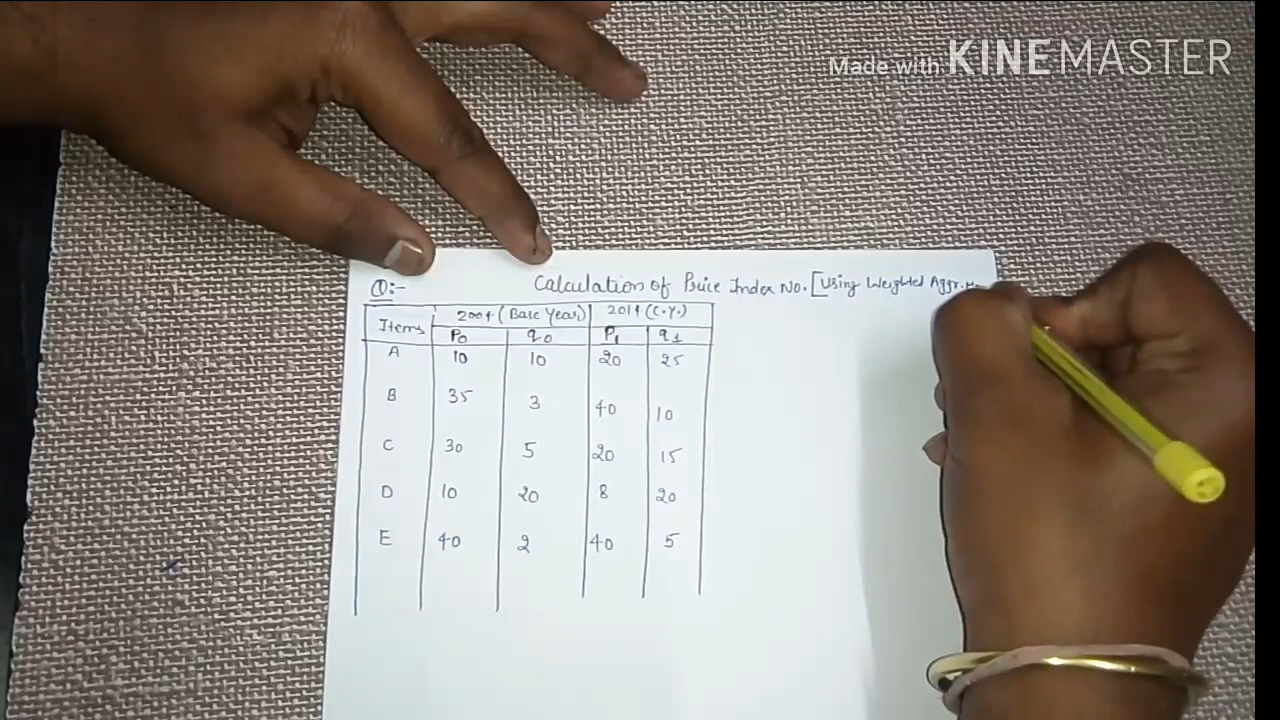 Made with KINEMASTER
Q:- Calculation of Price Index No. [Using Weighted Aggr.
Items 2004 (Base Year) 2014 (C.Y.)
P0 q0 P1 q1
A 10 10 20 25
B 35 3 40 10
C 30 5 20 15
D 10 20 8 20
E 40 2 40 5